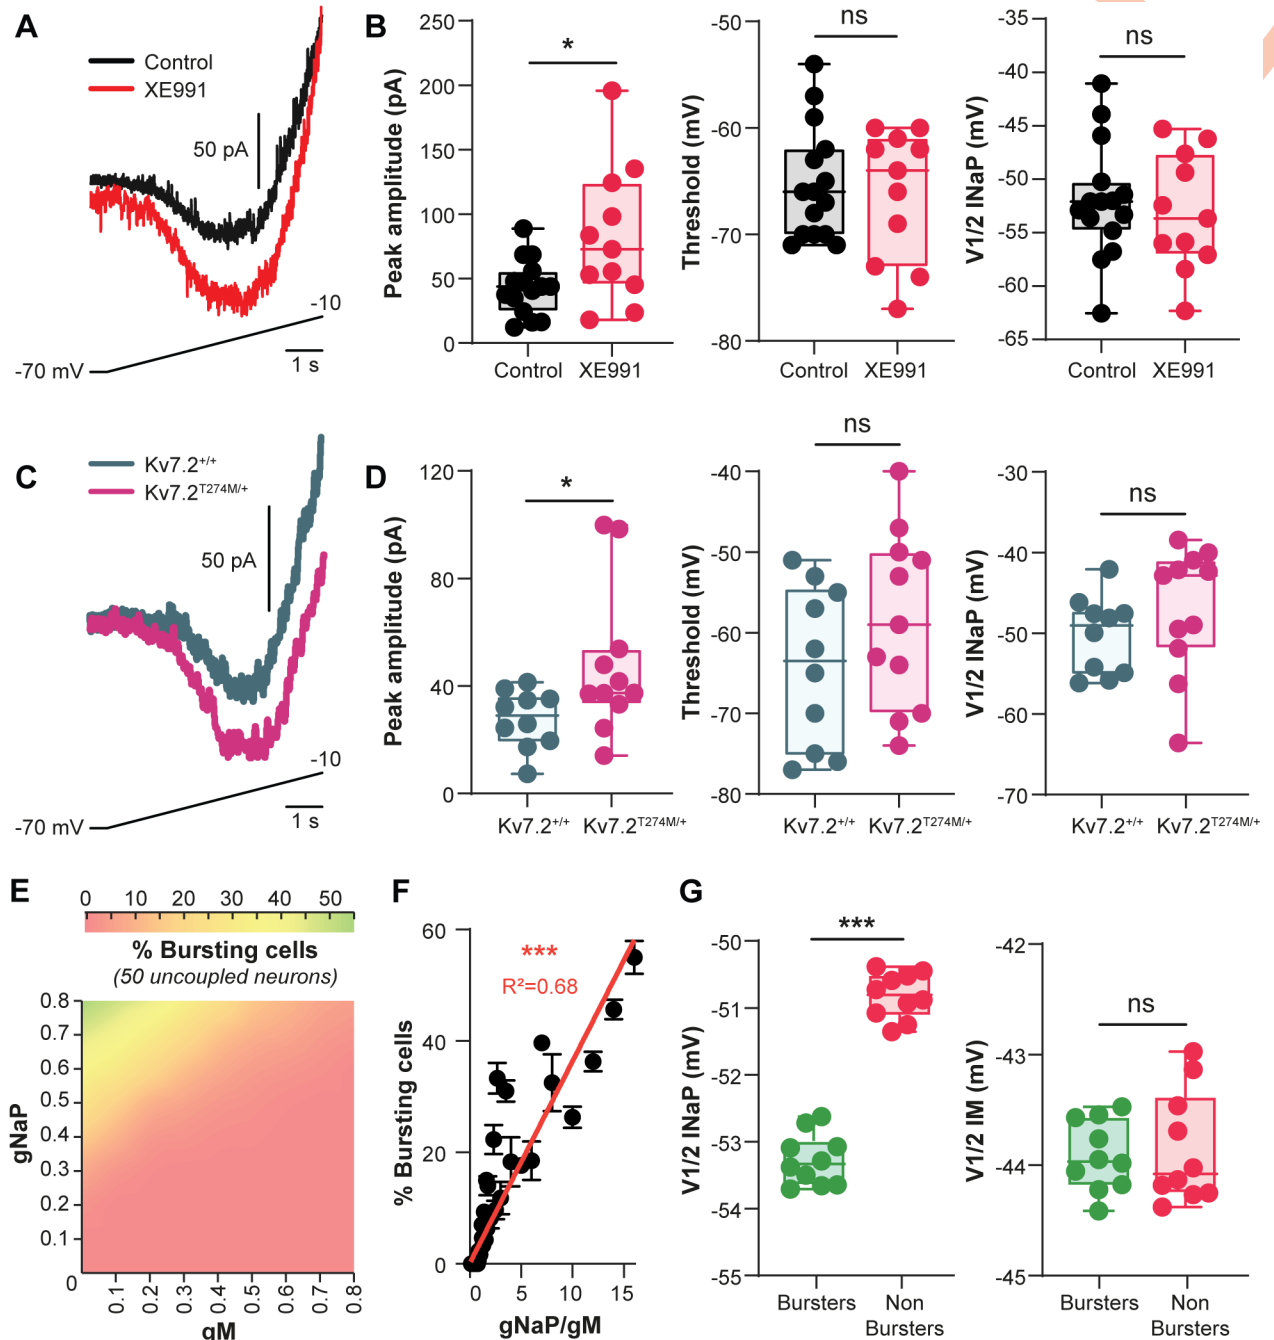 A
Control
XE991
50 pA
-10
-70 mV
1 s
B
Peak amplitude (pA)
250
200
150
100
50
0
*
Control
XE991
Threshold (mV)
-50
-60
-70
-80
ns
Control
XE991
V1/2 INaP (mV)
-35
-40
-45
-50
-55
-60
-65
ns
Control
XE991
C
Kv7.2+/+
Kv7.2T274M/+
50 pA
-10
-70 mV
1 s
D
Peak amplitude (pA)
120
80
40
0
*
Kv7.2+/+
Kv7.2T274M/+
Threshold (mV)
-40
-50
-60
-70
-80
ns
Kv7.2+/+
Kv7.2T274M/+
V1/2 INaP (mV)
-30
-40
-50
-60
-70
ns
Kv7.2+/+
Kv7.2T274M/+
E
0 10 20 30 40 50
% Bursting cells
(50 uncoupled neurons)
gNaP
0.8
0.7
0.6
0.5
0.4
0.3
0.2
0.1
0
0.1 0.2 0.3 0.4 0.5 0.6 0.7 0.8
gM
F
% Bursting cells
60
40
20
0
***
R²=0.68
0 5 10 15
gNaP/gM
G
V1/2 INaP (mV)
-50
-51
-52
-53
-54
-55
***
Bursters
Non
Bursters
V1/2 IM (mV)
-42
-43
-44
-45
ns
Bursters
Non
Bursters